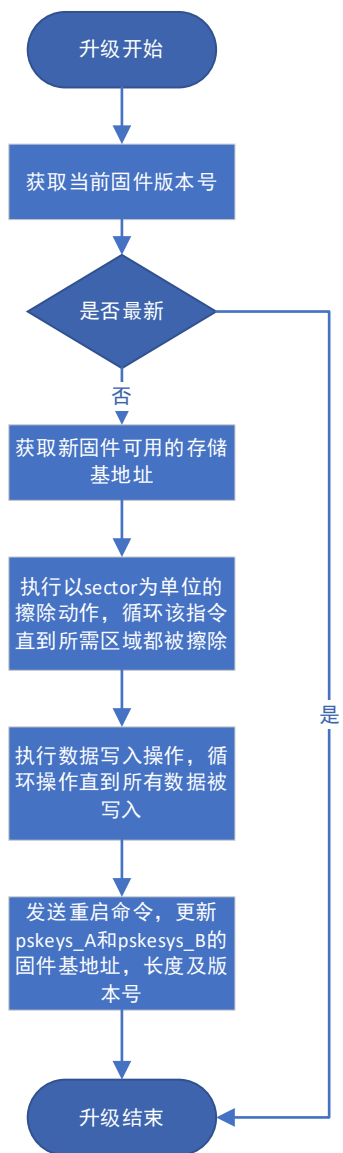 升级开始
获取当前固件版本号
是否最新
否
获取新固件可用的存储
基地址
执行以sector为单位的
擦除动作，循环该指令
直到所需区域都被擦除
是
执行数据写入操作，循
环操作直到所有数据被
写入
发送重启命令，更新
pskeys_A和pskesys_B的
固件基地址，长度及版
本号
升级结束